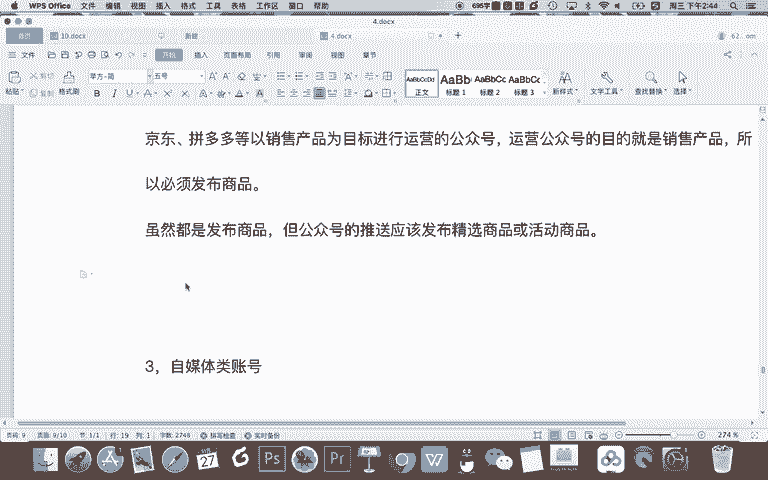 WPS Office 文件 编辑 视图 插入 格式 工具 表格 体验馆 窗口 帮助
695字
周三 下午2:44
4.docx
首页 10.docx 新建 4.docx
文件 开始 插入 页面布局 引用 审阅 视图 章节
粘贴 剪切 复制 格式刷
华方-简 五号
B I U
AaBbCcDd AaBb AaBbCc AaBbCc
正文 标题 1 标题 2 标题 3
新样式 文字工具 查找替换 选择
京东、拼多多等以销售产品为目标进行运营的公众号，运营公众号的目的就是销售产品，所
以必须发布商品。
虽然都是发布商品，但公众号的推送应该发布精选商品或活动商品。
3，自媒体类账号
页码: 9 页面: 9/10 节: 1/1 行: 19 列: 1 字数: 2746 拼写检查 实时备份
274 %
27
Ps
Pr